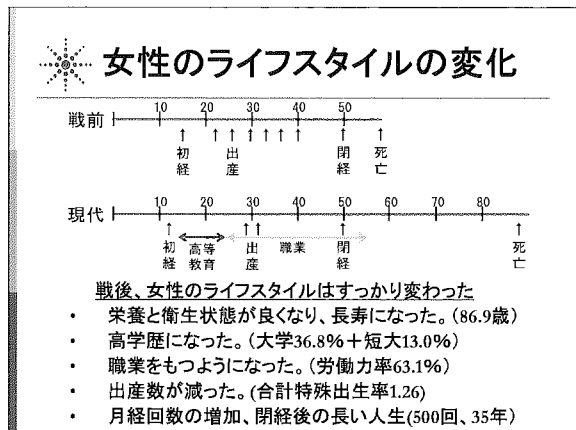 女性のライフスタイルの変化
10 20 30 40 50
戦前
初経 出産 閉経 死亡
10 20 30 40 50 60 70 80
現代
初経 高等教育 出産 職業 閉経 死亡
戦後、女性のライフスタイルはすっかり変わった
・ 栄養と衛生状態が良くなり、長寿になった。(86.9歳)
・ 高学歴になった。(大学36.8%+短大13.0%)
・ 職業をもつようになった。(労働力率63.1%)
・ 出産数が減った。(合計特殊出生率1.26)
・ 月経回数の増加、閉経後の長い人生(500回、35年)